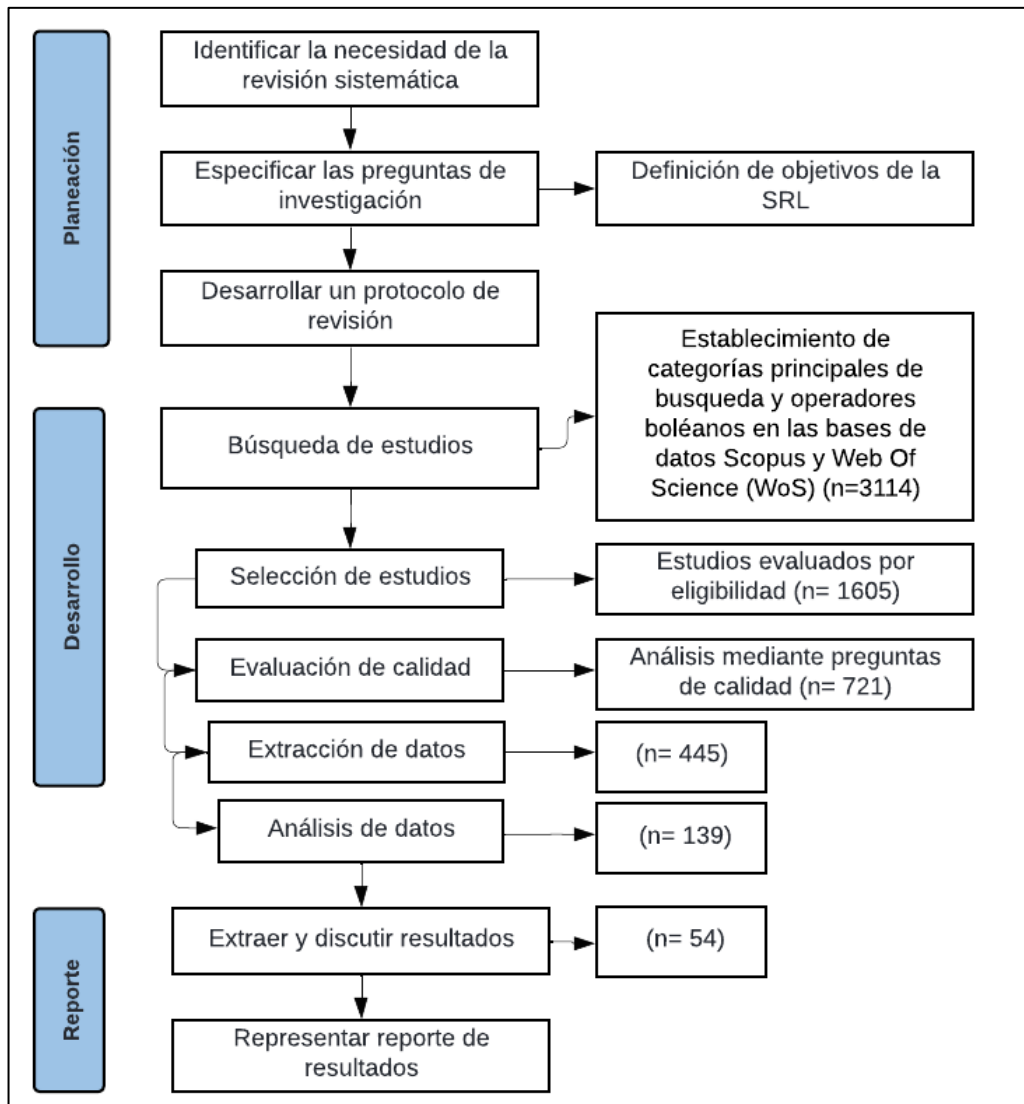 Planeación
Identificar la necesidad de la
revisión sistemática
Especificar las preguntas de
investigación
Definición de objetivos de la
SRL
Desarrollar un protocolo de
revisión
Desarrollo
Búsqueda de estudios
Establecimiento de
categorías principales de
busqueda y operadores
boléanos en las bases de
datos Scopus y Web Of
Science (WoS) (n=3114)
Selección de estudios
Estudios evaluados por
eligibilidad (n= 1605)
Evaluación de calidad
Análisis mediante preguntas
de calidad (n= 721)
Extracción de datos
(n= 445)
Análisis de datos
(n= 139)
Reporte
Extraer y discutir resultados
(n= 54)
Representar reporte de
resultados